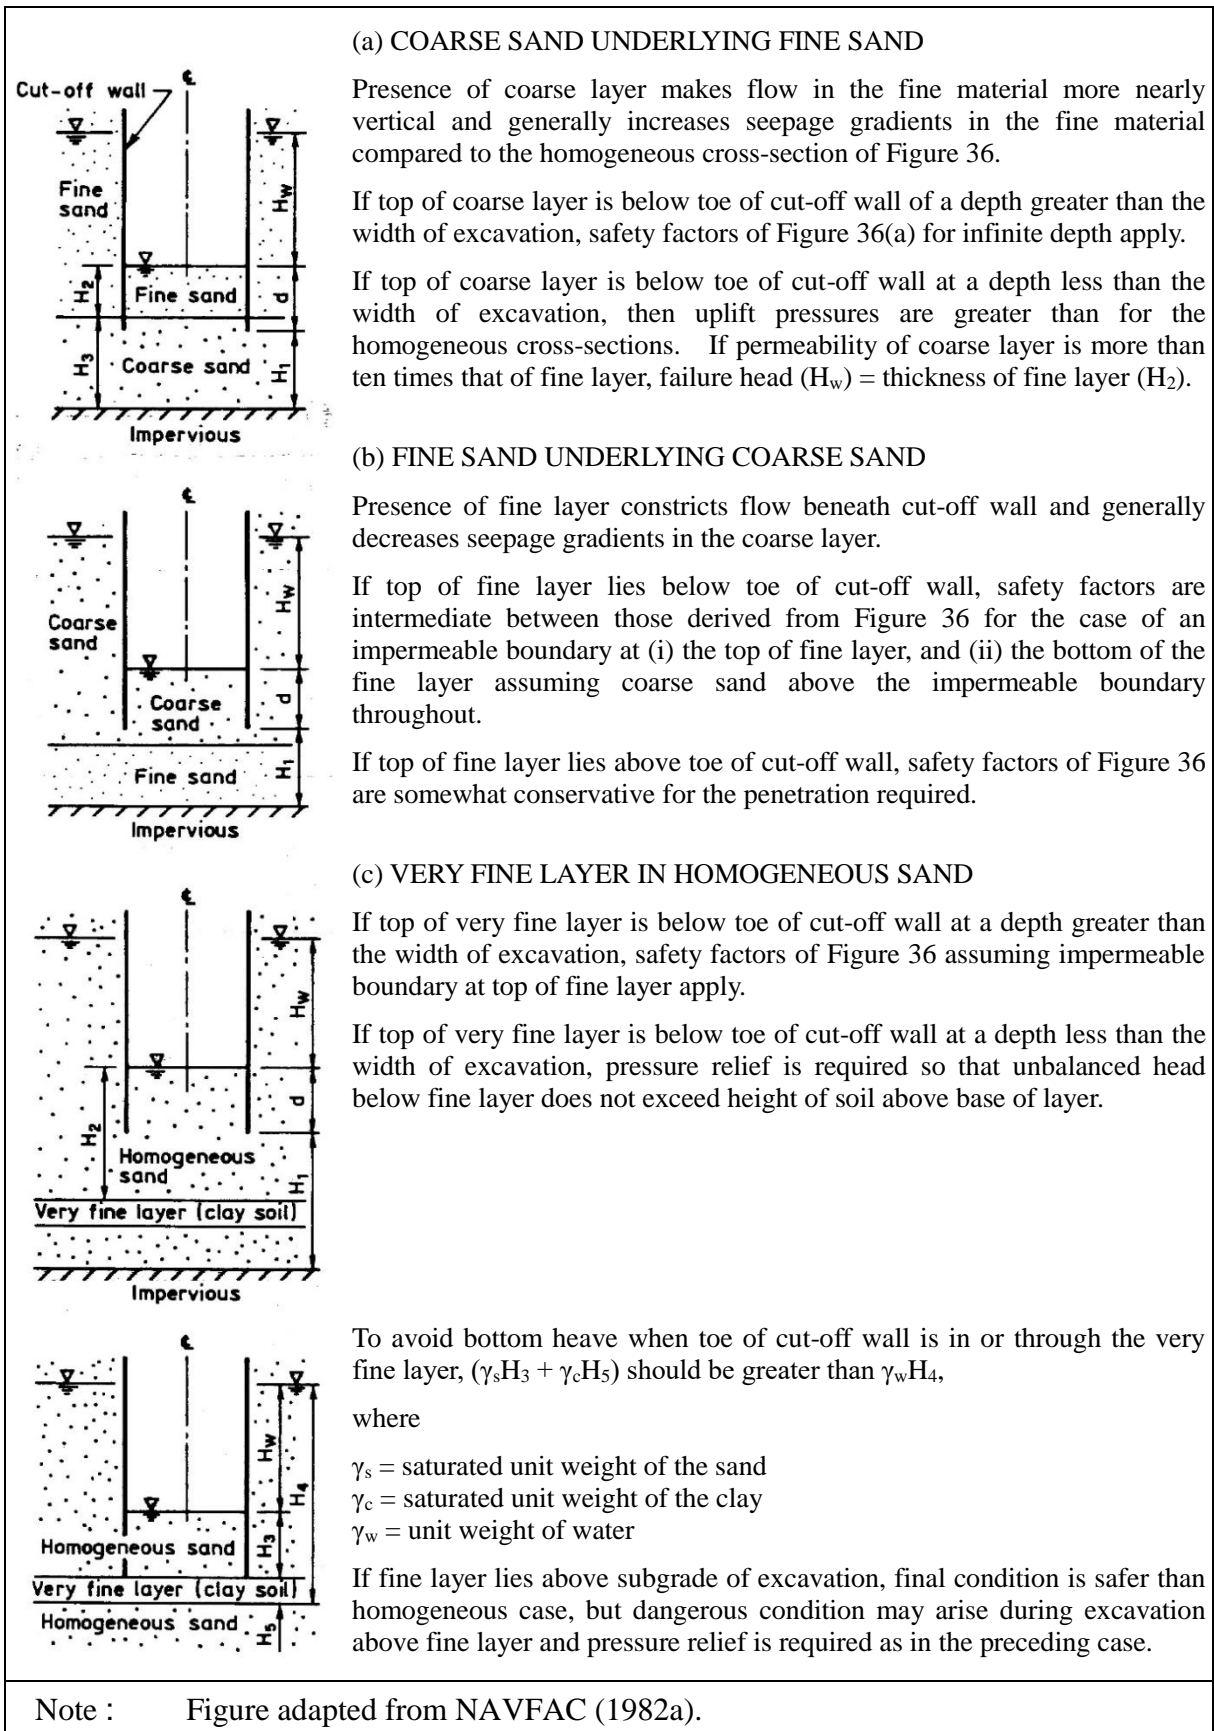 (a) COARSE SAND UNDERLYING FINE SAND
Cut-off wall
℄
Fine
sand
Hw
H2
Fine sand
d
H3
Coarse sand
H1
Impervious
Presence of coarse layer makes flow in the fine material more nearly
vertical and generally increases seepage gradients in the fine material
compared to the homogeneous cross-section of Figure 36.
If top of coarse layer is below toe of cut-off wall of a depth greater than the
width of excavation, safety factors of Figure 36(a) for infinite depth apply.
If top of coarse layer is below toe of cut-off wall at a depth less than the
width of excavation, then uplift pressures are greater than for the
homogeneous cross-sections. If permeability of coarse layer is more than
ten times that of fine layer, failure head (Hw) = thickness of fine layer (H2).
(b) FINE SAND UNDERLYING COARSE SAND
℄
Hw
Coarse
sand
Coarse
sand
d
Fine sand
H1
Impervious
Presence of fine layer constricts flow beneath cut-off wall and generally
decreases seepage gradients in the coarse layer.
If top of fine layer lies below toe of cut-off wall, safety factors are
intermediate between those derived from Figure 36 for the case of an
impermeable boundary at (i) the top of fine layer, and (ii) the bottom of the
fine layer assuming coarse sand above the impermeable boundary
throughout.
If top of fine layer lies above toe of cut-off wall, safety factors of Figure 36
are somewhat conservative for the penetration required.
(c) VERY FINE LAYER IN HOMOGENEOUS SAND
℄
Hw
d
H2
Homogeneous
sand
H1
Very fine layer (clay soil)
Impervious
If top of very fine layer is below toe of cut-off wall at a depth greater than
the width of excavation, safety factors of Figure 36 assuming impermeable
boundary at top of fine layer apply.
If top of very fine layer is below toe of cut-off wall at a depth less than the
width of excavation, pressure relief is required so that unbalanced head
below fine layer does not exceed height of soil above base of layer.
℄
Hw
H4
Homogeneous sand
H3
Very fine layer (clay soil)
Homogeneous sand
H5
To avoid bottom heave when toe of cut-off wall is in or through the very
fine layer, (γsH3 + γcH5) should be greater than γwH4,
where
γs = saturated unit weight of the sand
γc = saturated unit weight of the clay
γw = unit weight of water
If fine layer lies above subgrade of excavation, final condition is safer than
homogeneous case, but dangerous condition may arise during excavation
above fine layer and pressure relief is required as in the preceding case.
Note : Figure adapted from NAVFAC (1982a).